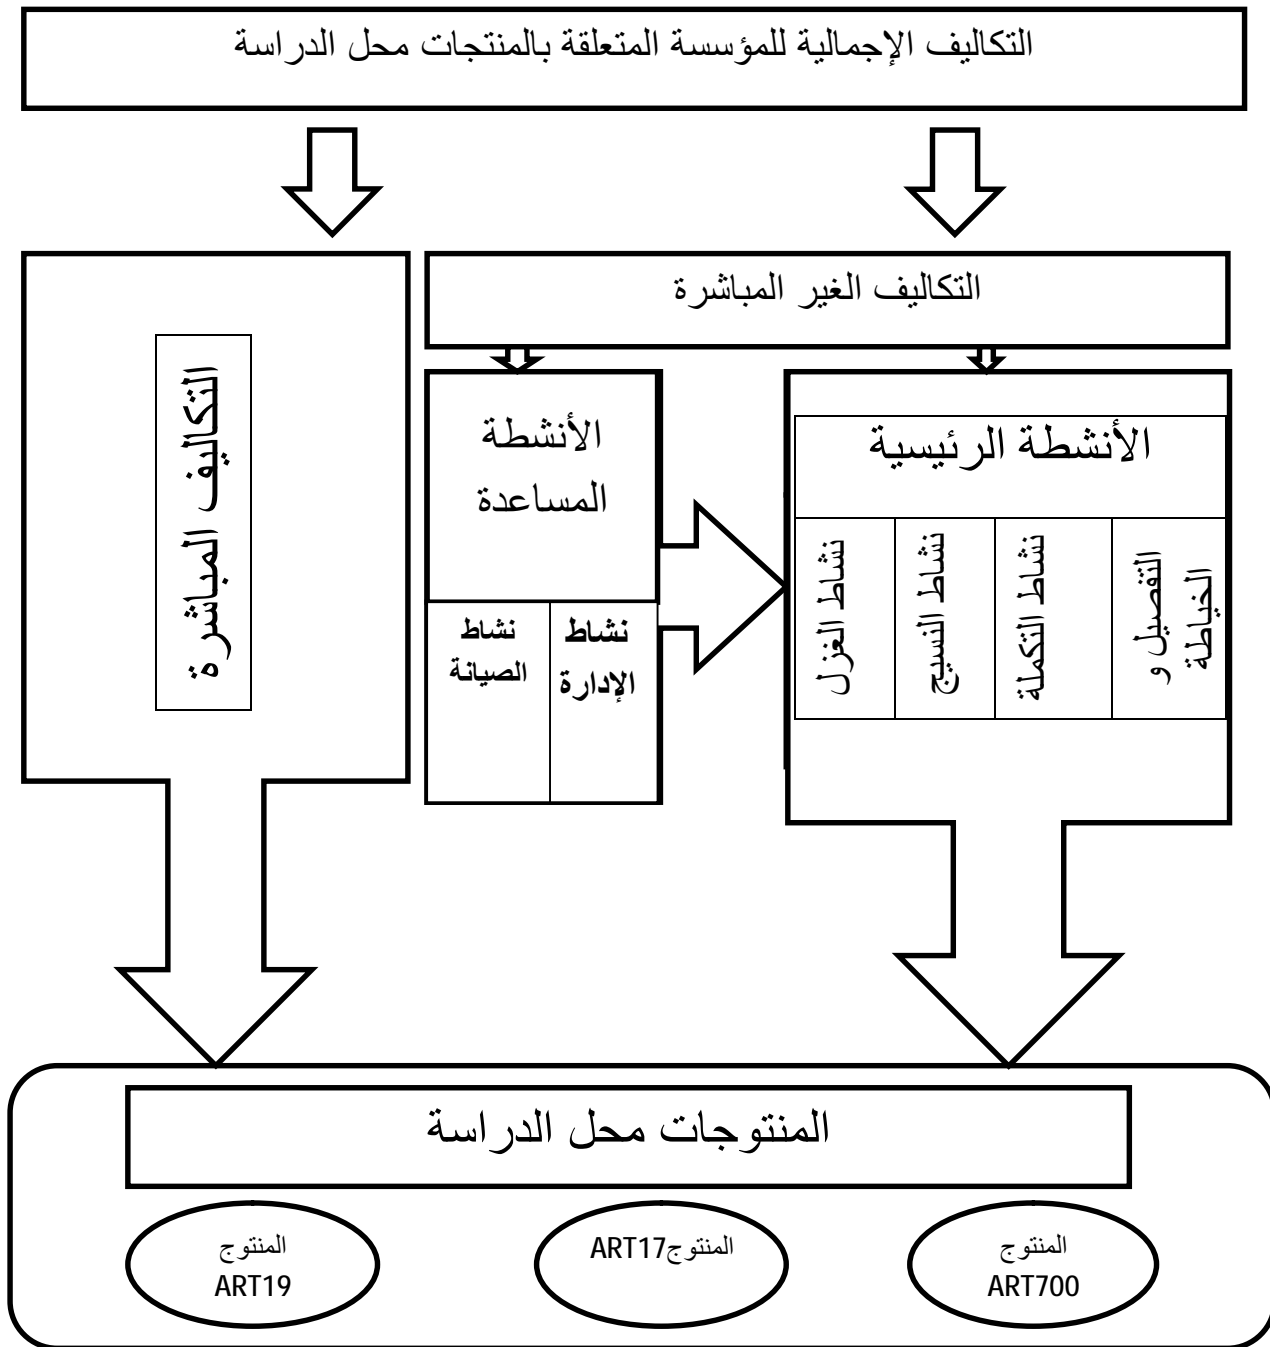 التكاليف الإجمالية للمؤسسة المتعلقة بالمنتجات محل الدراسة
التكاليف الغير المباشرة
التكاليف المباشرة
الأنشطة الرئيسية
التفصيل و
الخياطة
نشاط التكملة
نشاط النسيج
نشاط الغزل
الأنشطة
المساعدة
نشاط
الإدارة
نشاط
الصيانة
المنتوجات محل الدراسة
المنتوج
ART700
المنتوجART17
المنتوج
ART19